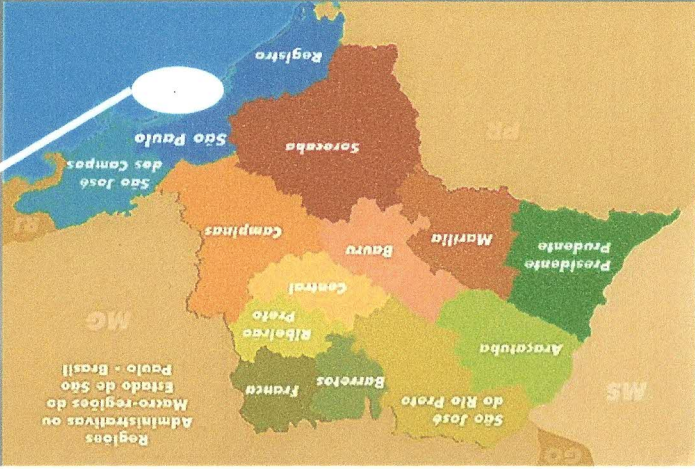 GO
Regiões
Administrativas ou
Macro-regiões do
Estado de São
Paulo - Brasil
São José
do Rio Preto
Barretos
Franca
MS
Araçatuba
Ribeirão
Preto
MG
Central
Presidente
Prudente
Marília
Bauru
Campinas
RJ
São José
dos Campos
Sorocaba
São Paulo
PR
Registro